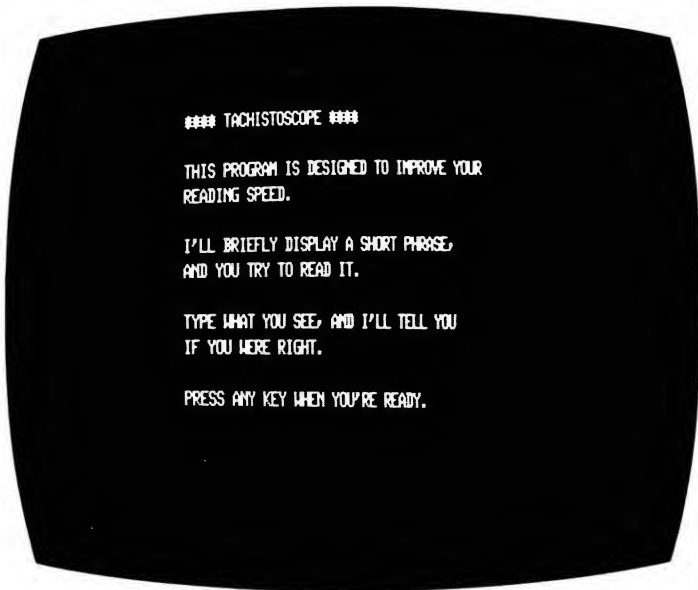 #### TACHISTOSCOPE ####
THIS PROGRAM IS DESIGNED TO IMPROVE YOUR
READING SPEED.
I'LL BRIEFLY DISPLAY A SHORT PHRASE,
AND YOU TRY TO READ IT.
TYPE WHAT YOU SEE, AND I'LL TELL YOU
IF YOU WERE RIGHT.
PRESS ANY KEY WHEN YOU'RE READY.